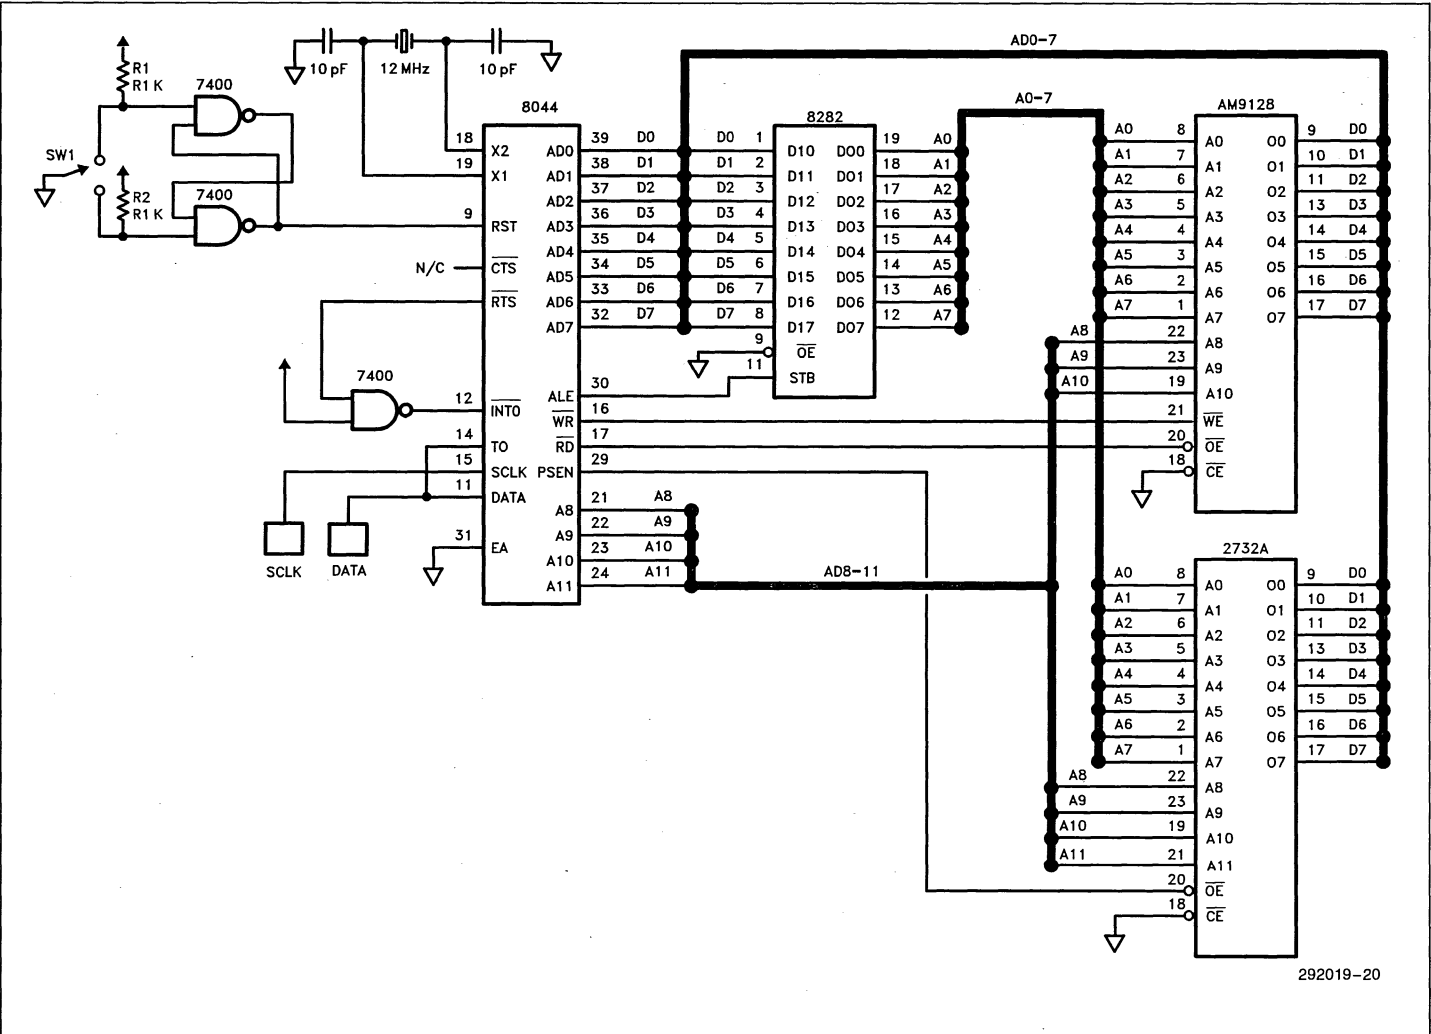 AD0-7
10 pF 12 MHz 10 pF
R1
R1 K
7400
8044
A0-7
8282
AM9128
SW1
R2
R1 K
7400
18 X2
19 X1
9 RST
N/C CTS
RTS
7400
12 INT0
14 TO
15 SCLK
11 DATA
31 EA
SCLK DATA
AD0 39 D0
AD1 38 D1
AD2 37 D2
AD3 36 D3
AD4 35 D4
AD5 34 D5
AD6 33 D6
AD7 32 D7
ALE 30
WR 16
RD 17
PSEN 29
A8 21 A8
A9 22 A9
A10 23 A10
A11 24 A11
AD8-11
D0 1 D10 DO0 19 A0
D1 2 D11 DO1 18 A1
D2 3 D12 DO2 17 A2
D3 4 D13 DO3 16 A3
D4 5 D14 DO4 15 A4
D5 6 D15 DO5 14 A5
D6 7 D16 DO6 13 A6
D7 8 D17 DO7 12 A7
9 OE
11 STB
A0 8 A0 O0 9 D0
A1 7 A1 O1 10 D1
A2 6 A2 O2 11 D2
A3 5 A3 O3 13 D3
A4 4 A4 O4 14 D4
A5 3 A5 O5 15 D5
A6 2 A6 O6 16 D6
A7 1 A7 O7 17 D7
A8 22 A8
A9 23 A9
A10 19 A10
21 WE
20 OE
18 CE
2732A
A0 8 A0 O0 9 D0
A1 7 A1 O1 10 D1
A2 6 A2 O2 11 D2
A3 5 A3 O3 13 D3
A4 4 A4 O4 14 D4
A5 3 A5 O5 15 D5
A6 2 A6 O6 16 D6
A7 1 A7 O7 17 D7
A8 22 A8
A9 23 A9
A10 19 A10
A11 21 A11
20 OE
18 CE
292019-20